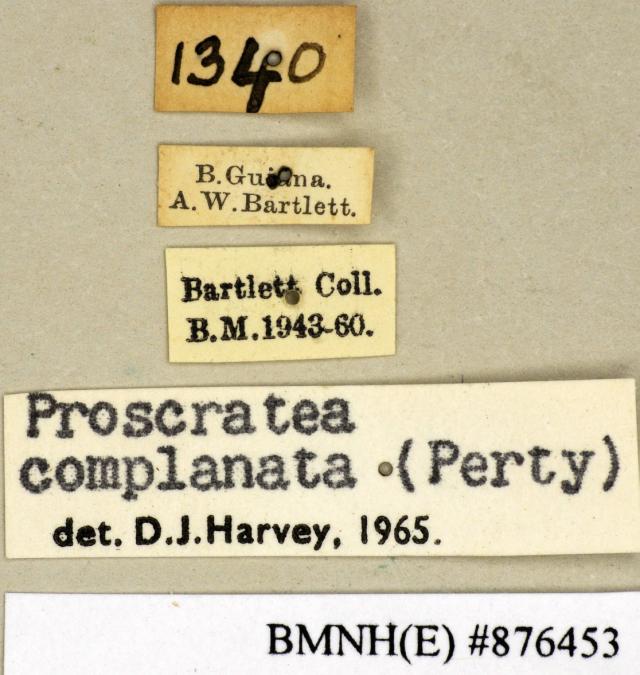 1340
B.Guiana.
A.W.Bartlett.
Bartlett Coll.
B.M.1943-60.
Proscratea
complanata (Perty)
det. D.J.Harvey, 1965.
BMNH(E) #876453